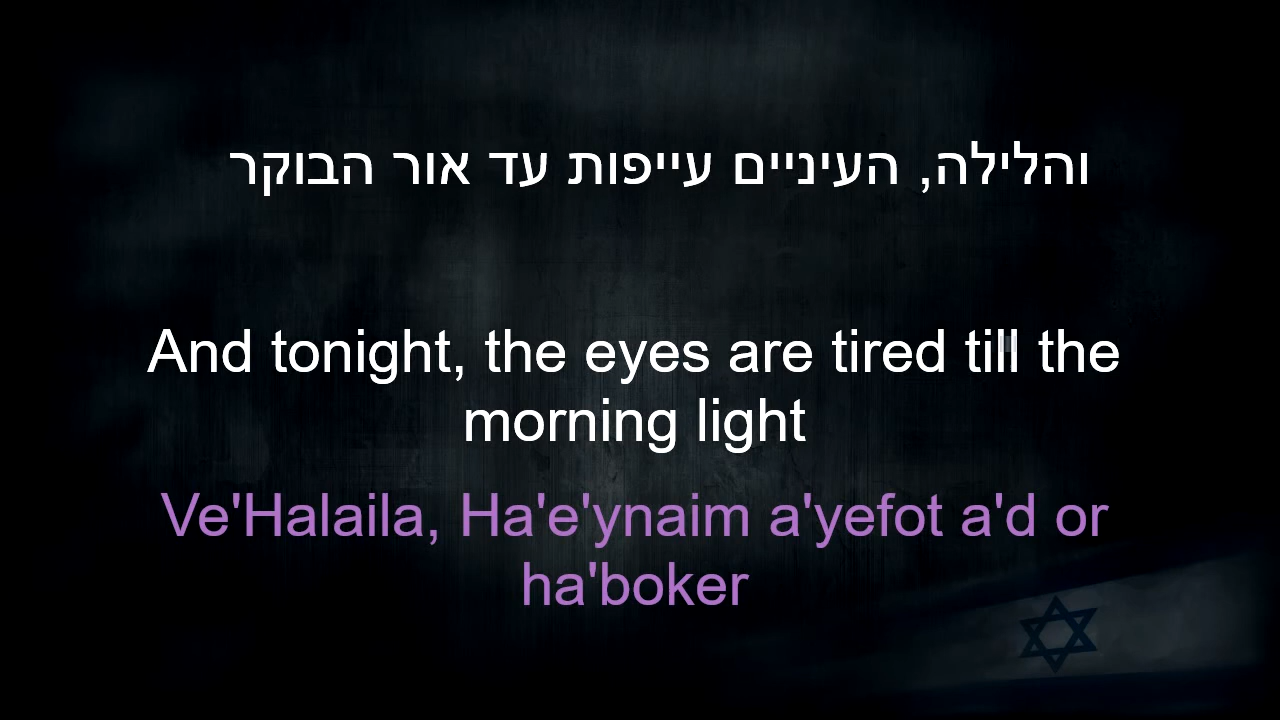 והלילה, העיניים עייפות עד אור הבוקר
And tonight, the eyes are tired till the
morning light
Ve'Halaila, Ha'e'ynaim a'yefot a'd or
ha'boker